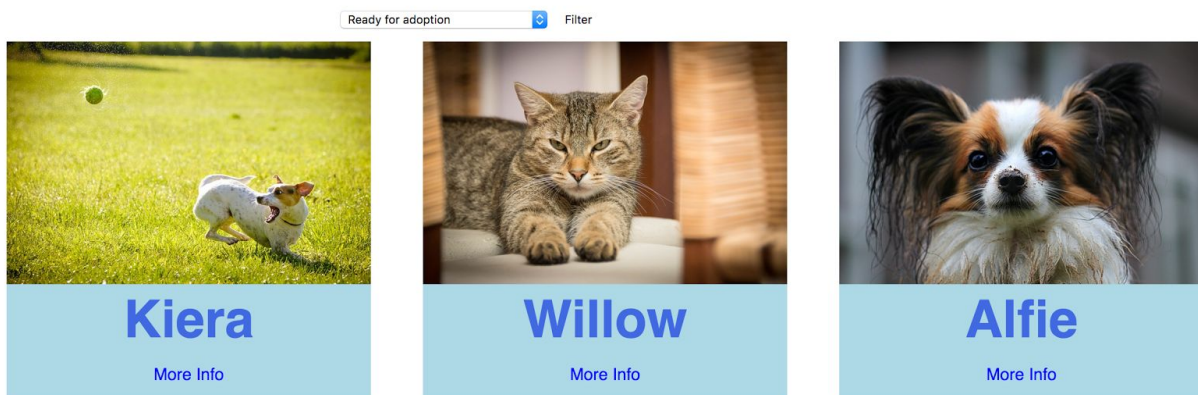 Ready for adoption Filter
Kiera
More Info
Willow
More Info
Alfie
More Info